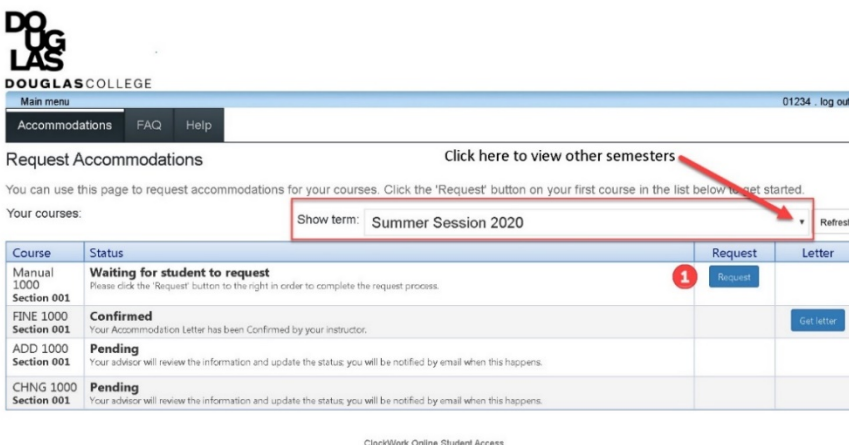 DO
UG
LAS
DOUGLASCOLLEGE
Main menu 01234 . log out
Accommodations FAQ Help
Request Accommodations
Click here to view other semesters
You can use this page to request accommodations for your courses. Click the 'Request' button on your first course in the list below to get started.
Your courses:
Show term: Summer Session 2020 Refresh
Course Status Request Letter
Manual
1000
Section 001
Waiting for student to request
Please click the 'Request' button to the right in order to complete the request process.
1 Request
FINE 1000
Section 001
Confirmed
Your Accommodation Letter has been Confirmed by your instructor.
Get letter
ADD 1000
Section 001
Pending
Your advisor will review the information and update the status; you will be notified by email when this happens.
CHNG 1000
Section 001
Pending
Your advisor will review the information and update the status; you will be notified by email when this happens.
ClockWork Online Student Access